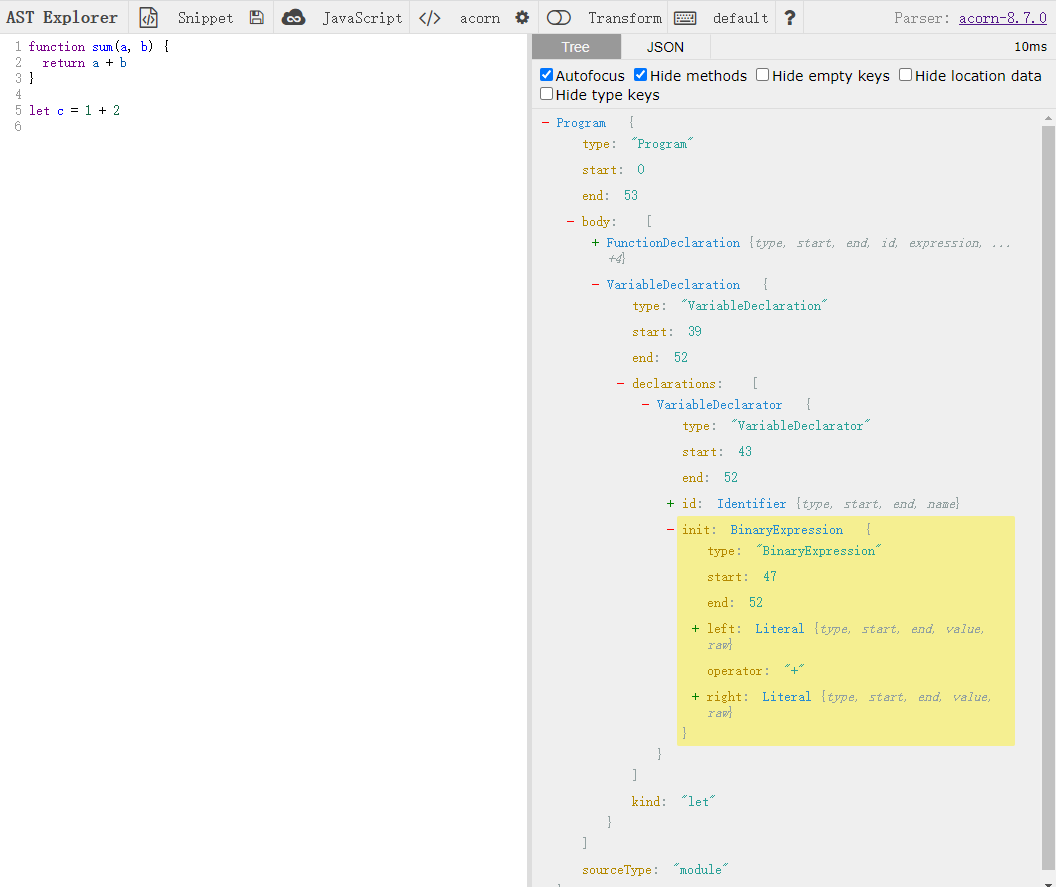 AST Explorer Snippet JavaScript </> acorn Transform default ? Parser: acorn-8.7.0
Tree JSON 10ms
Autofocus Hide methods Hide empty keys Hide location data
Hide type keys
1 function sum(a, b) {
2   return a + b
3 }
4
5 let c = 1 + 2
6
- Program {
type: "Program"
start: 0
end: 53
- body: [
+ FunctionDeclaration {type, start, end, id, expression, ...
+4}
- VariableDeclaration {
type: "VariableDeclaration"
start: 39
end: 52
- declarations: [
- VariableDeclarator {
type: "VariableDeclarator"
start: 43
end: 52
+ id: Identifier {type, start, end, name}
- init: BinaryExpression {
type: "BinaryExpression"
start: 47
end: 52
+ left: Literal {type, start, end, value,
raw}
operator: "+"
+ right: Literal {type, start, end, value,
raw}
}
}
]
kind: "let"
}
]
sourceType: "module"